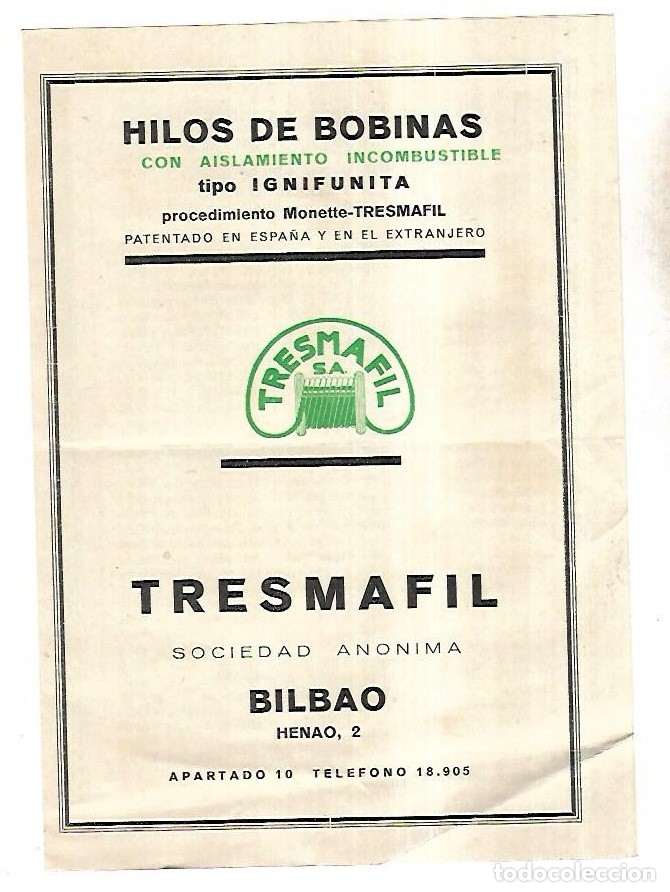 HILOS DE BOBINAS
CON AISLAMIENTO INCOMBUSTIBLE
tipo IGNIFUNITA
procedimiento Monette-TRESMAFIL
PATENTADO EN ESPAÑA Y EN EL EXTRANJERO
TRESMAFIL
S.A.
TRESMAFIL
SOCIEDAD ANONIMA
BILBAO
HENAO, 2
APARTADO 10 TELEFONO 18.905
todocoleccion